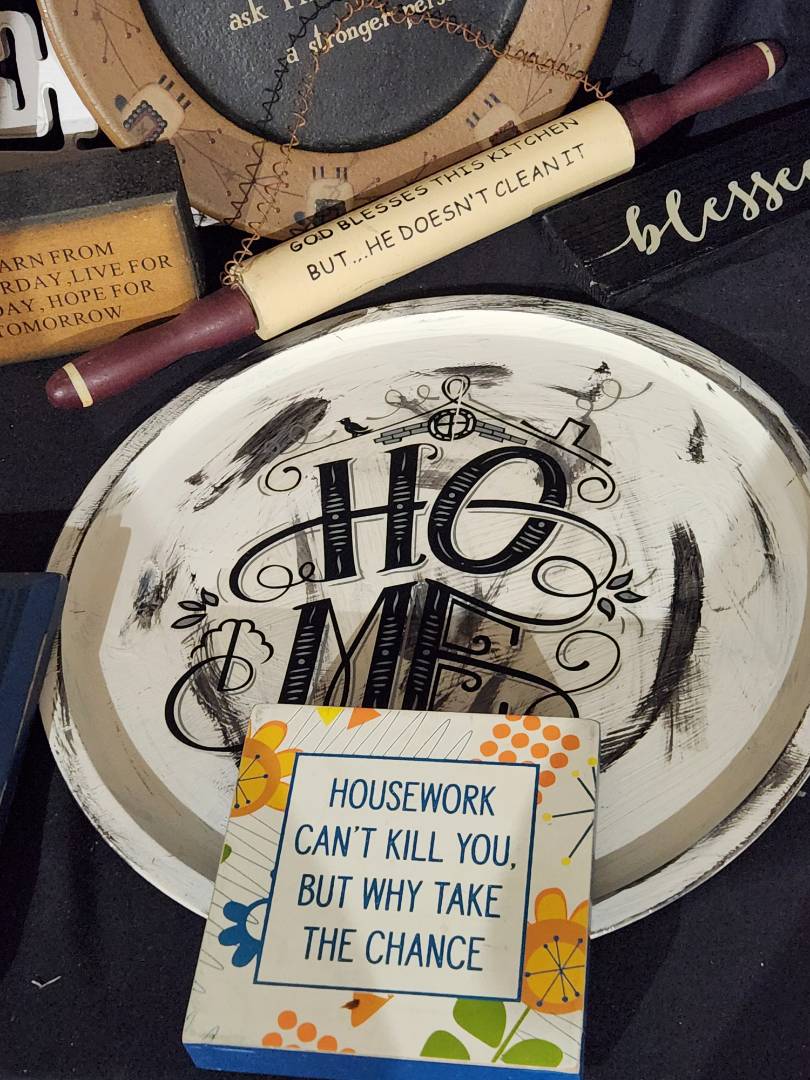 ask
a stronger
GOD BLESSES THIS KITCHEN
BUT...HE DOESN'T CLEAN IT
blesse
ARN FROM
RDAY, LIVE FOR
DAY, HOPE FOR
TOMORROW
HO
ME
HOUSEWORK
CAN'T KILL YOU,
BUT WHY TAKE
THE CHANCE